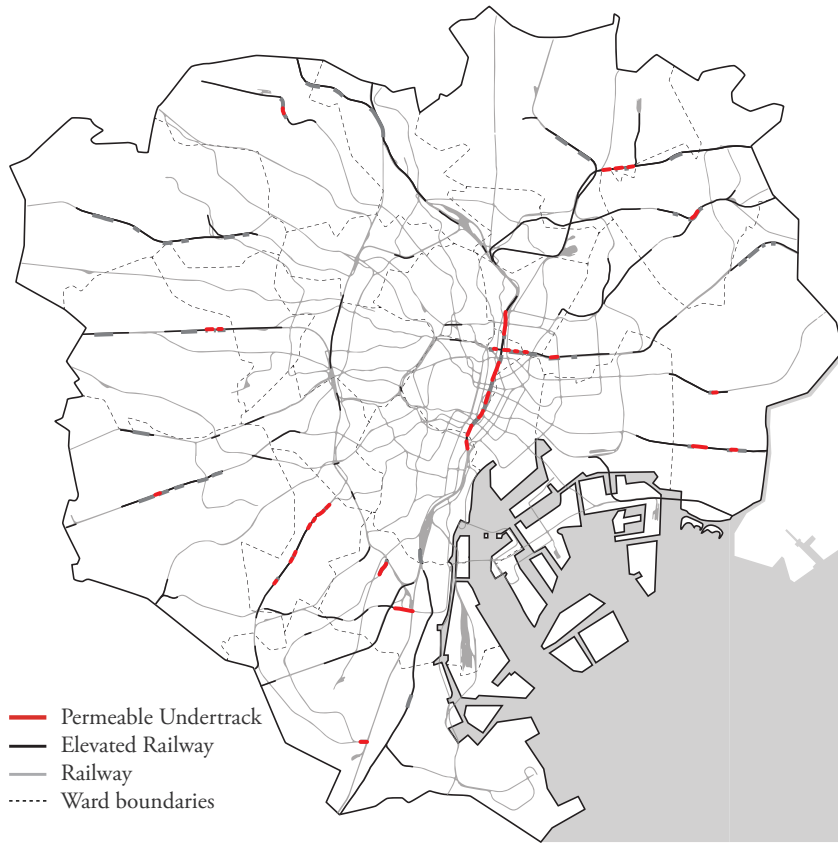 Permeable Undertrack
Elevated Railway
Railway
Ward boundaries